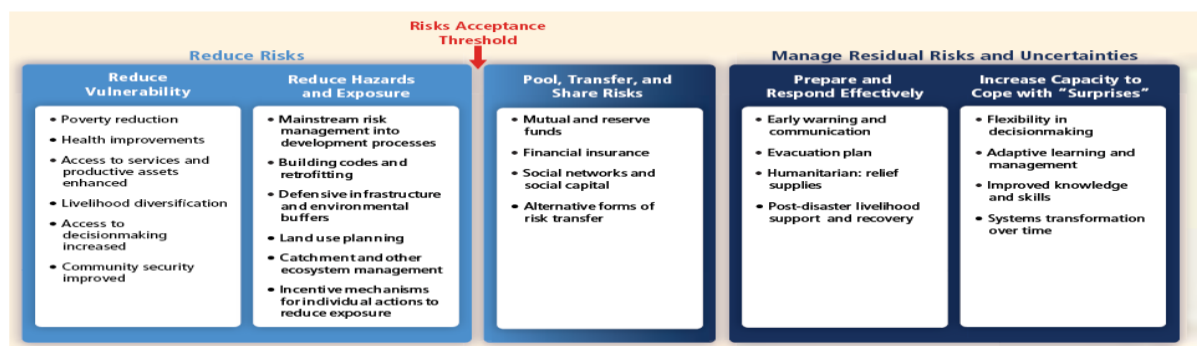 Risks Acceptance
Threshold
Reduce Risks
Manage Residual Risks and Uncertainties
Reduce
Vulnerability
• Poverty reduction
• Health improvements
• Access to services and
productive assets
enhanced
• Livelihood diversification
• Access to
decisionmaking
increased
• Community security
improved
Reduce Hazards
and Exposure
• Mainstream risk
management into
development processes
• Building codes and
retrofitting
• Defensive infrastructure
and environmental
buffers
• Land use planning
• Catchment and other
ecosystem management
• Incentive mechanisms
for individual actions to
reduce exposure
Pool, Transfer, and
Share Risks
• Mutual and reserve
funds
• Financial insurance
• Social networks and
social capital
• Alternative forms of
risk transfer
Prepare and
Respond Effectively
• Early warning and
communication
• Evacuation plan
• Humanitarian: relief
supplies
• Post-disaster livelihood
support and recovery
Increase Capacity to
Cope with “Surprises”
• Flexibility in
decisionmaking
• Adaptive learning and
management
• Improved knowledge
and skills
• Systems transformation
over time